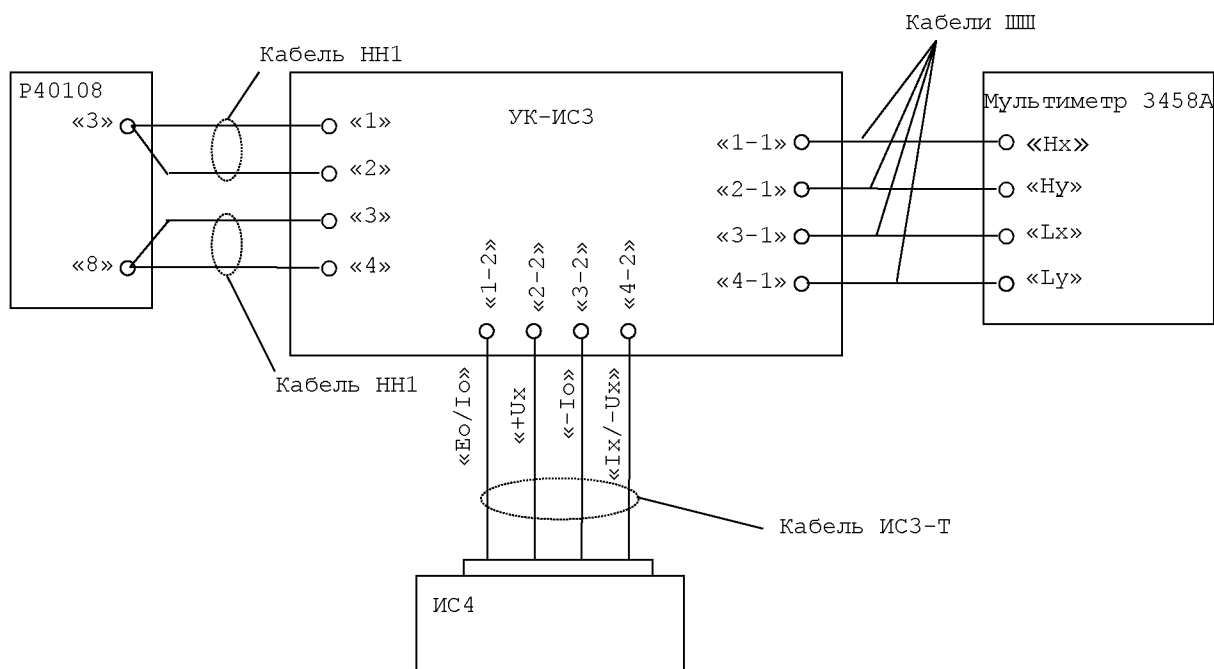 Кабели ШШ
Кабель НН1
Р40108
«3»
«8»
«1»
«2»
«3»
«4»
УК-ИС3
«1-1»
«2-1»
«3-1»
«4-1»
Мультиметр 3458А
«Hx»
«Hy»
«Lx»
«Ly»
«1-2»
«2-2»
«3-2»
«4-2»
Кабель НН1
«Eo/Io»
«+Ux
«-Io»
«Ix/-Ux»
Кабель ИС3-Т
ИС4